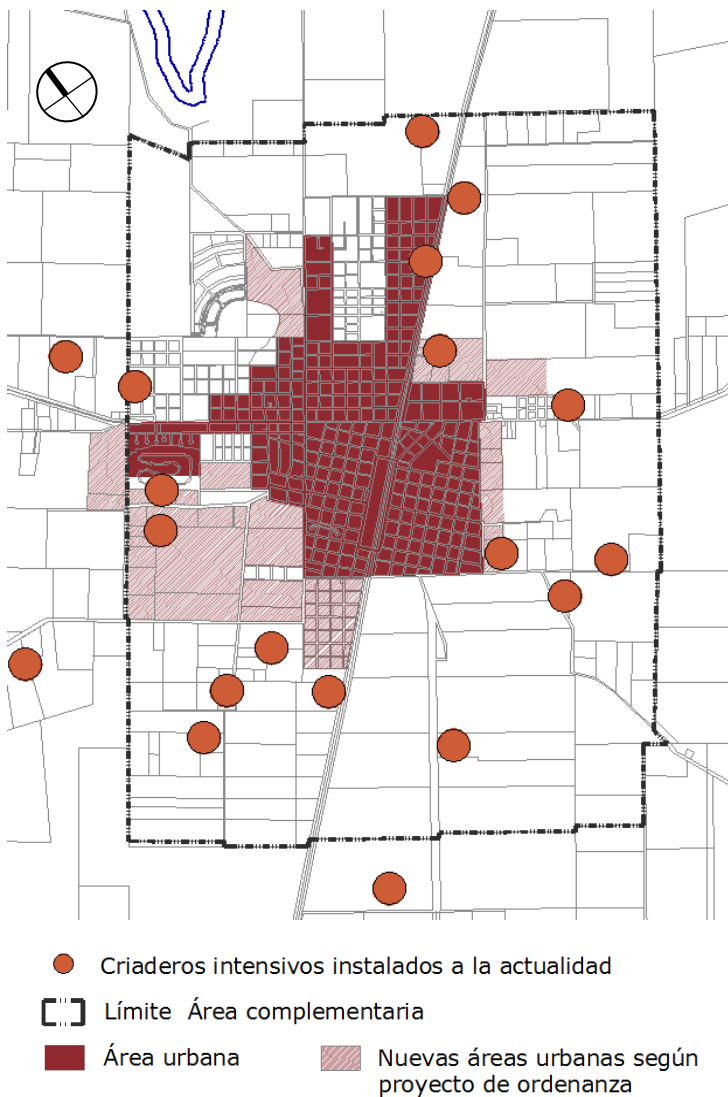 Criaderos intensivos instalados a la actualidad
Límite Área complementaria
Área urbana
Nuevas áreas urbanas según
proyecto de ordenanza